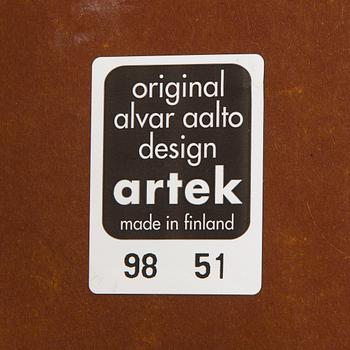 original
alvar aalto
design
artek
made in finland
98 51